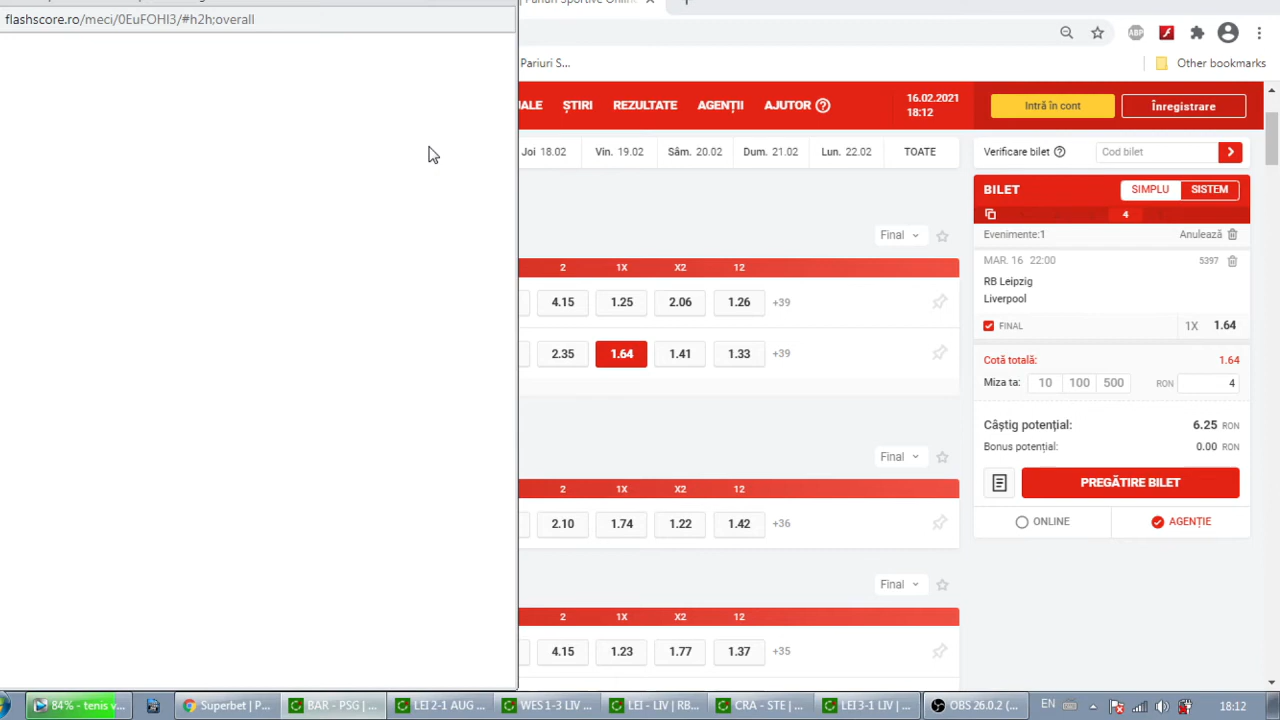 | Pariuri Sportive Online
flashscore.ro/meci/0EuFOHI3/#h2h;overall
ABP
Pariuri S...
Other bookmarks
ȘTIRI REZULTATE AGENȚII AJUTOR ?
16.02.2021
18:12
Intră în cont
Înregistrare
Joi 18.02 Vin. 19.02 Sâm. 20.02 Dum. 21.02 Lun. 22.02 TOATE
Verificare bilet ? Cod bilet
BILET SIMPLU SISTEM
4
Evenimente:1 Anulează
Final
MAR. 16 22:00 5397
2 1X X2 12
RB Leipzig
Liverpool
4.15 1.25 2.06 1.26 +39
FINAL 1X 1.64
2.35 1.64 1.41 1.33 +39
Cotă totală: 1.64
Miza ta: 10 100 500 RON 4
Câștig potențial: 6.25 RON
Bonus potențial: 0.00 RON
Final
PREGĂTIRE BILET
2 1X X2 12
2.10 1.74 1.22 1.42 +36
ONLINE AGENȚIE
Final
2 1X X2 12
4.15 1.23 1.77 1.37 +35
84% - tenis v...
Superbet | P...
BAR - PSG | ...
LEI 2-1 AUG ...
WES 1-3 LIV ...
LEI - LIV | RB...
CRA - STE | ...
LEI 3-1 LIV | ...
OBS 26.0.2 (...
EN
18:12